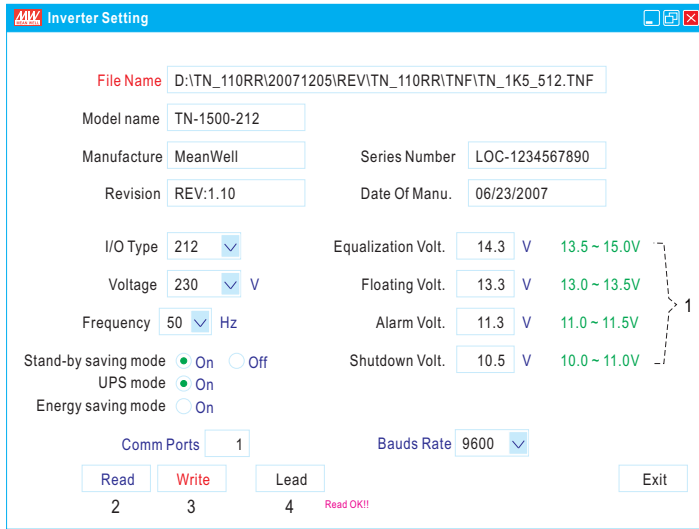 MW MEAN WELL Inverter Setting
File Name D:\TN_110RR\20071205\REV\TN_110RR\TNF\TN_1K5_512.TNF
Model name TN-1500-212
Manufacture MeanWell Series Number LOC-1234567890
Revision REV:1.10 Date Of Manu. 06/23/2007
I/O Type 212 Equalization Volt. 14.3 V 13.5 ~ 15.0V
Voltage 230 V Floating Volt. 13.3 V 13.0 ~ 13.5V
1
Frequency 50 Hz Alarm Volt. 11.3 V 11.0 ~ 11.5V
Stand-by saving mode On Off Shutdown Volt. 10.5 V 10.0 ~ 11.0V
UPS mode On
Energy saving mode On
Comm Ports 1 Bauds Rate 9600
Read Write Lead Exit
2 3 4 Read OK!!